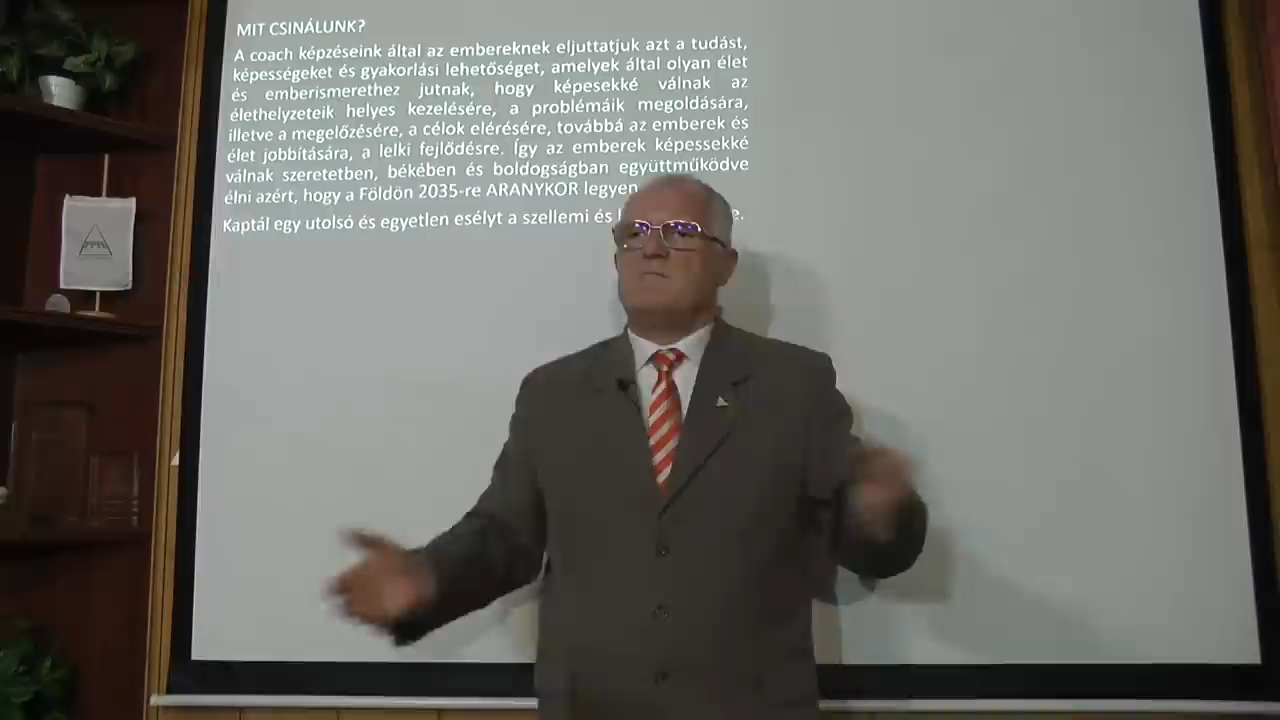 MIT CSINÁLUNK?
A coach képzéseink által az embereknek eljuttatjuk azt a tudást,
képességeket és gyakorlási lehetőséget, amelyek által olyan élet
és emberismerethez jutnak, hogy képesekké válnak az
élethelyzeteik helyes kezelésére, a problémáik megoldására,
illetve a megelőzésére, a célok elérésére, továbbá az emberek és
élet jobbítására, a lelki fejlődésre. Így az emberek képessekké
válnak szeretetben, békében és boldogságban együttműködve
élni azért, hogy a Földön 2035-re ARANYKOR legyen
Kaptál egy utolsó és egyetlen esélyt a szellemi és